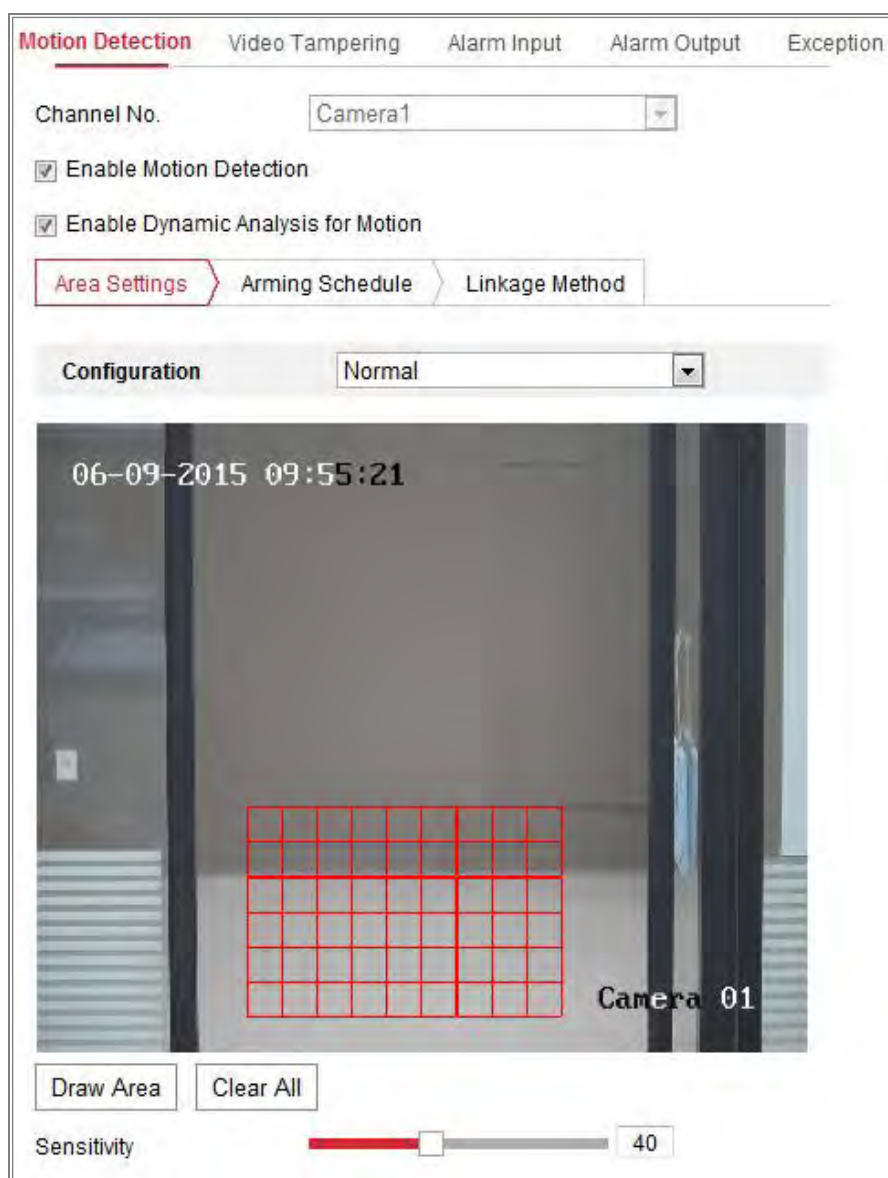 Motion Detection Video Tampering Alarm Input Alarm Output Exception
Channel No. Camera1
Enable Motion Detection
Enable Dynamic Analysis for Motion
Area Settings Arming Schedule Linkage Method
Configuration Normal
06-09-2015 09:55:21
Camera 01
Draw Area Clear All
Sensitivity 40